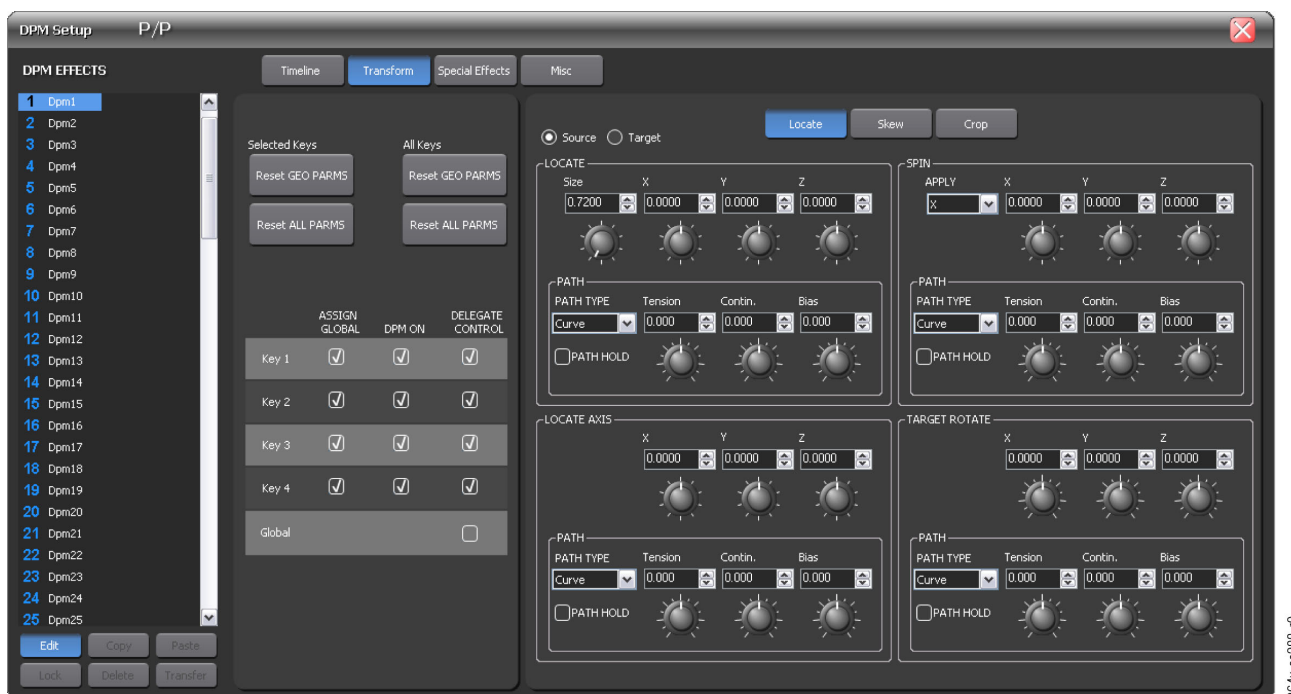 DPM Setup P/P
DPM EFFECTS
Timeline Transform Special Effects Misc
1 Dpm1
2 Dpm2
3 Dpm3
4 Dpm4
5 Dpm5
6 Dpm6
7 Dpm7
8 Dpm8
9 Dpm9
10 Dpm10
11 Dpm11
12 Dpm12
13 Dpm13
14 Dpm14
15 Dpm15
16 Dpm16
17 Dpm17
18 Dpm18
19 Dpm19
20 Dpm20
21 Dpm21
22 Dpm22
23 Dpm23
24 Dpm24
25 Dpm25
Edit Copy Paste
Lock Delete Transfer
Selected Keys All Keys
Reset GEO PARMS Reset GEO PARMS
Reset ALL PARMS Reset ALL PARMS
ASSIGN GLOBAL DPM ON DELEGATE CONTROL
Key 1
Key 2
Key 3
Key 4
Global
Source Target
Locate Skew Crop
LOCATE
Size X Y Z
0.7200 0.0000 0.0000 0.0000
PATH
PATH TYPE Tension Contin. Bias
Curve 0.000 0.000 0.000
PATH HOLD
SPIN
APPLY X Y Z
X 0.0000 0.0000 0.0000
PATH
PATH TYPE Tension Contin. Bias
Curve 0.000 0.000 0.000
PATH HOLD
LOCATE AXIS
X Y Z
0.0000 0.0000 0.0000
PATH
PATH TYPE Tension Contin. Bias
Curve 0.000 0.000 0.000
PATH HOLD
TARGET ROTATE
X Y Z
0.0000 0.0000 0.0000
PATH
PATH TYPE Tension Contin. Bias
Curve 0.000 0.000 0.000
PATH HOLD